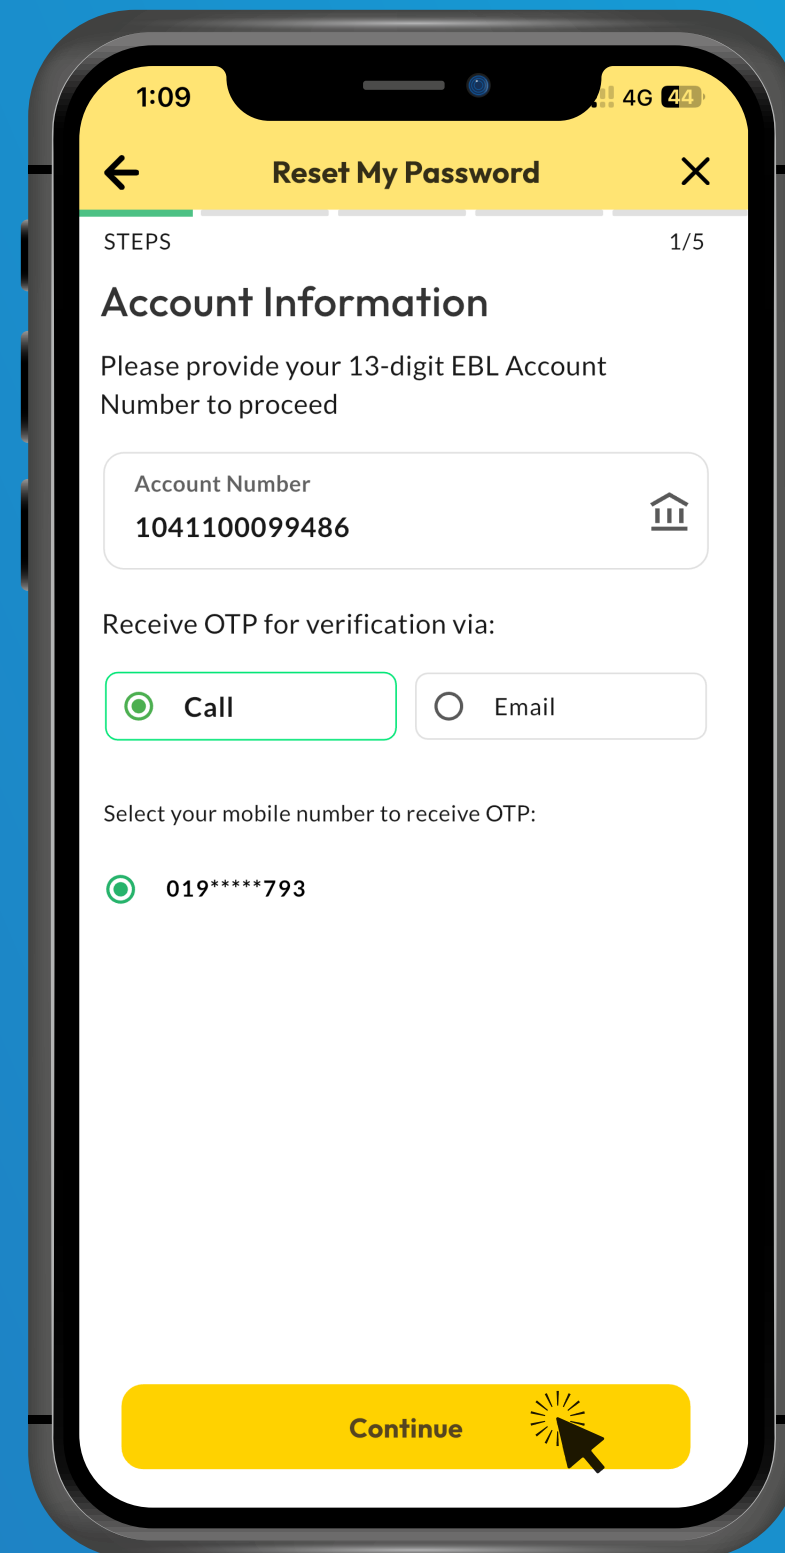 1:09
4G 44
Reset My Password
STEPS 1/5
Account Information
Please provide your 13-digit EBL Account
Number to proceed
Account Number
1041100099486
Receive OTP for verification via:
Call Email
Select your mobile number to receive OTP:
019*****793
Continue